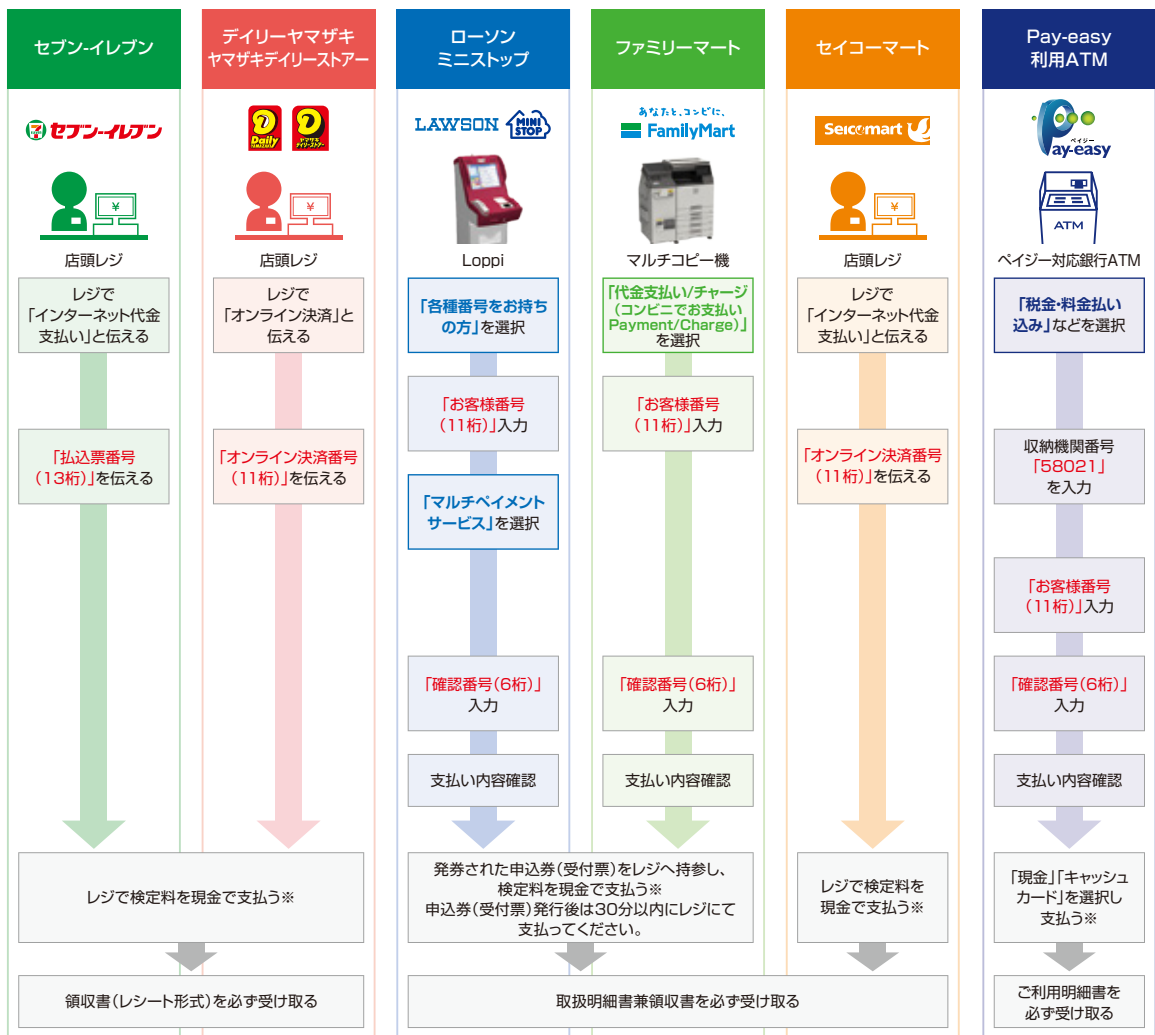 セブン-イレブン
デイリーヤマザキ
ヤマザキデイリーストアー
ローソン
ミニストップ
ファミリーマート
セイコーマート
Pay-easy
利用ATM
セブン-イレブン
Daily
YAMAZAKI
ヤマザキ
デイリーストアー
LAWSON
MINI
STOP
あなたと、コンビに、
FamilyMart
Seicomart
ペイジー
Pay-easy
¥
¥
¥
ATM
店頭レジ
店頭レジ
Loppi
マルチコピー機
店頭レジ
ペイジー対応銀行ATM
レジで
「インターネット代金
支払い」と伝える
レジで
「オンライン決済」と
伝える
「各種番号をお持ち
の方」を選択
「代金支払い/チャージ
(コンビニでお支払い
Payment/Charge)」
を選択
レジで
「インターネット代金
支払い」と伝える
「税金・料金払い
込み」などを選択
「お客様番号
(11桁)」入力
「お客様番号
(11桁)」入力
「払込票番号
(13桁)」を伝える
「オンライン決済番号
(11桁)」を伝える
「マルチペイメント
サービス」を選択
「オンライン決済番号
(11桁)」を伝える
収納機関番号
「58021」
を入力
「お客様番号
(11桁)」入力
「確認番号(6桁)」
入力
「確認番号(6桁)」
入力
「確認番号(6桁)」
入力
支払い内容確認
支払い内容確認
支払い内容確認
レジで検定料を現金で支払う※
発券された申込券(受付票)をレジへ持参し、
検定料を現金で支払う※
申込券(受付票)発行後は30分以内にレジにて
支払ってください。
レジで検定料を
現金で支払う※
「現金」「キャッシュ
カード」を選択し
支払う※
領収書(レシート形式)を必ず受け取る
取扱明細書兼領収書を必ず受け取る
ご利用明細書を
必ず受け取る